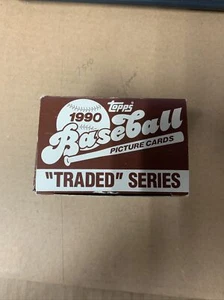 topps
1990
Baseball
PICTURE CARDS
"TRADED" SERIES